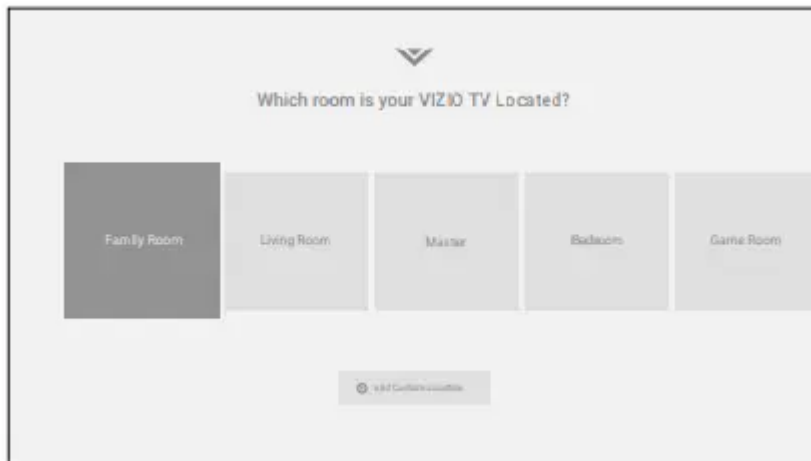 Which room is your VIZIO TV Located?
Family Room
Living Room
Master
Bedroom
Game Room